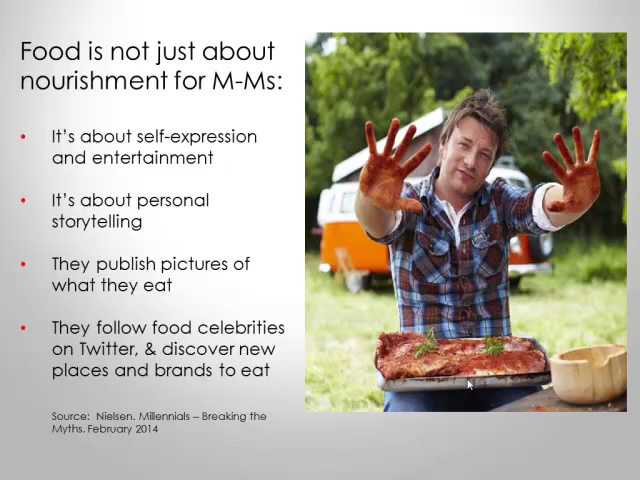 Food is not just about
nourishment for M-Ms:
• It's about self-expression
and entertainment
• It's about personal
storytelling
• They publish pictures of
what they eat
• They follow food celebrities
on Twitter, & discover new
places and brands to eat
Source: Nielsen. Millennials – Breaking the
Myths. February 2014